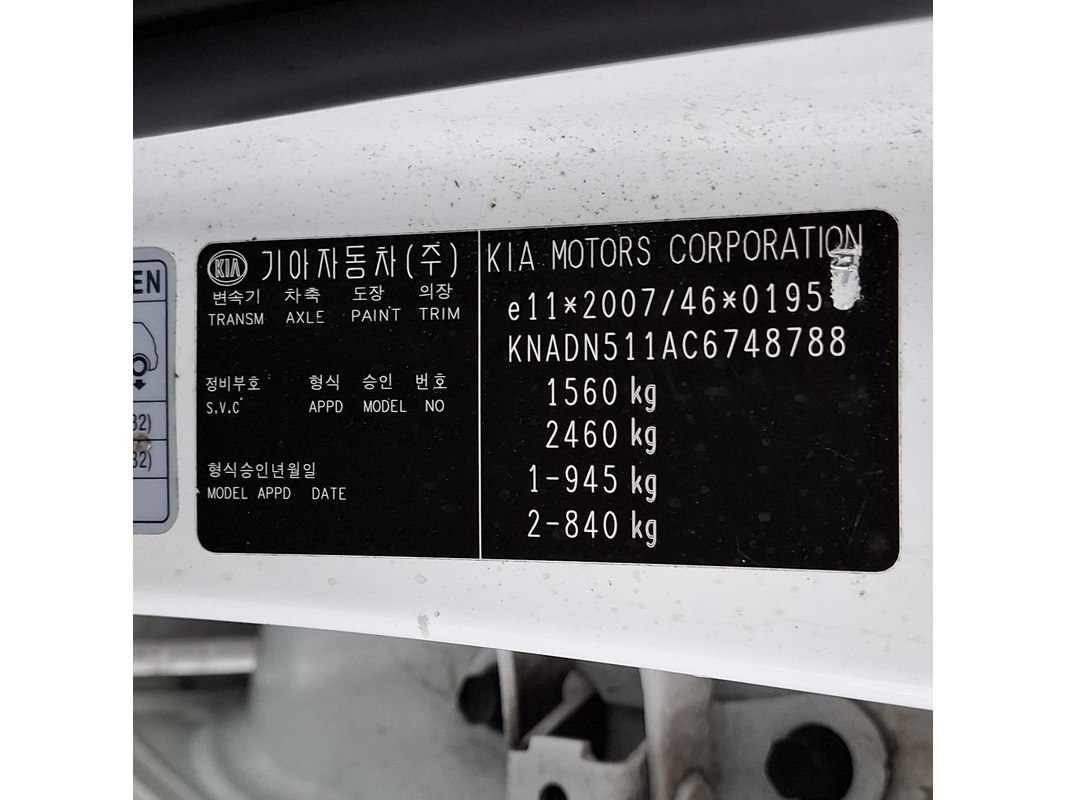 EN
32)
32)
KIA 기아자동차(주)
변속기 차축 도장 의장
TRANSM AXLE PAINT TRIM
정비부호 형식 승인 번호
S.V.C APPD MODEL NO
형식승인년월일
MODEL APPD DATE
KIA MOTORS CORPORATION
e11*2007/46*0195
KNADN511AC6748788
1560 kg
2460 kg
1-945 kg
2-840 kg